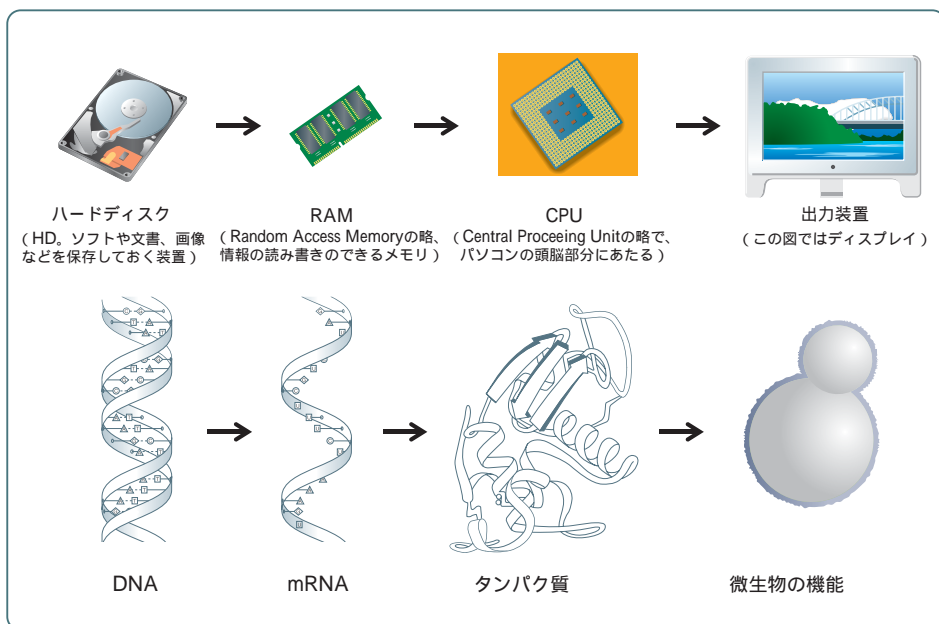 ハードディスク
（HD。ソフトや文書、画像
などを保存しておく装置）
RAM
（Random Access Memoryの略、
情報の読み書きのできるメモリ）
CPU
（Central Proceeing Unitの略で、
パソコンの頭脳部分にあたる）
出力装置
（この図ではディスプレイ）
DNA
mRNA
タンパク質
微生物の機能